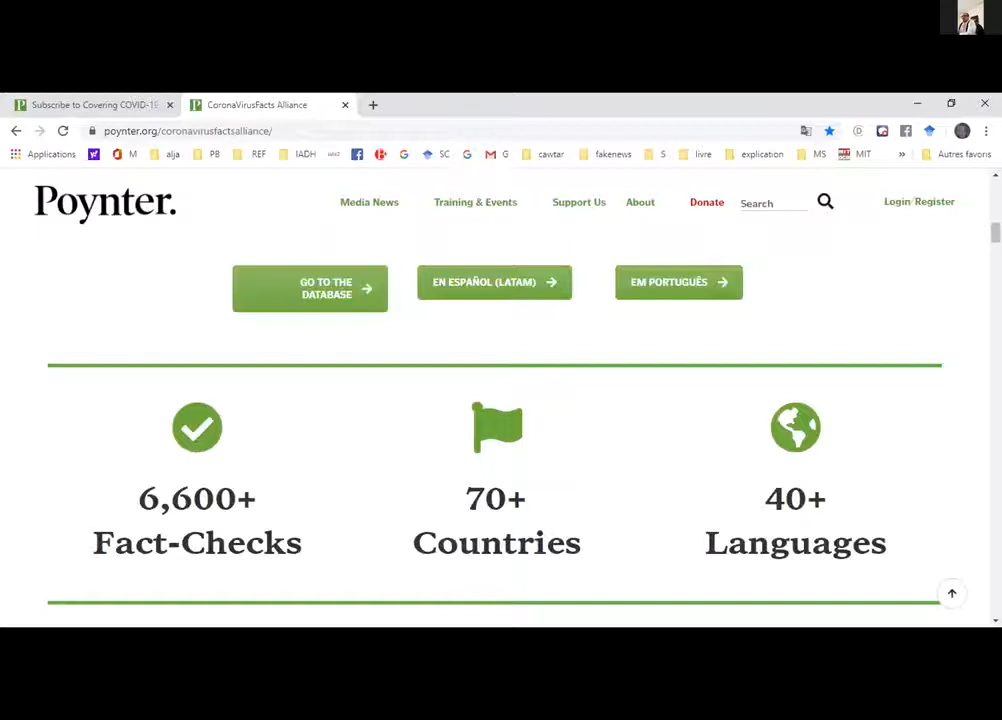 Subscribe to Covering COVID-19
CoronaVirusFacts Alliance
poynter.org/coronavirusfactsalliance/
Applications M alja PB REF IADH SC G cawtar fakenews S livre explication MS MIT » Autres favoris
Poynter.
Media News Training & Events Support Us About Donate Search Login/Register
GO TO THE
DATABASE
EN ESPAÑOL (LATAM)
EM PORTUGUÊS
6,600+
Fact-Checks
70+
Countries
40+
Languages